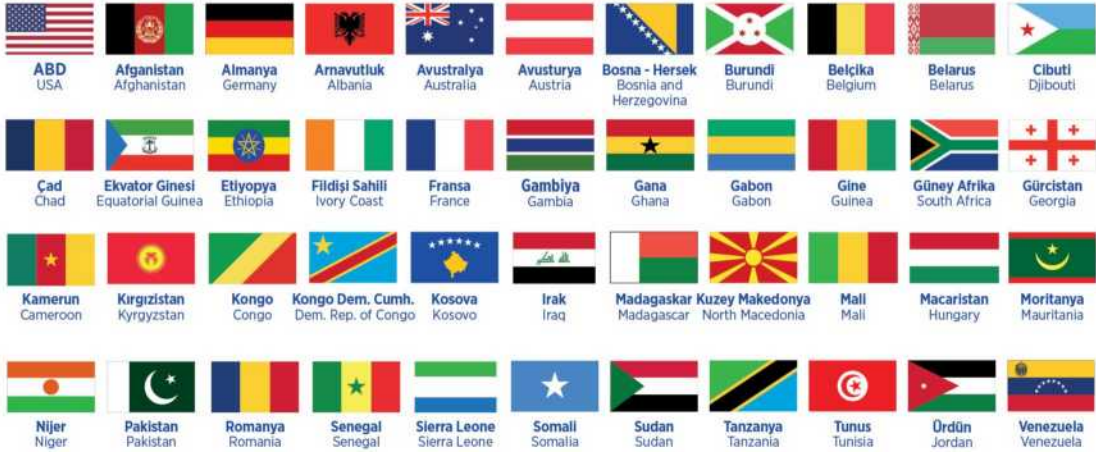 ABD Afganistan Almanya Arnavutluk Avustralya Avusturya Bosna - Hersek Burundi Belçika Belarus Cibuti
USA Afghanistan Germany Albania Australia Austria Bosnia and Burundi Belgium Belarus Djibouti
Herzegovina
Çad Ekvator Ginesi Etiyopya Fildişi Sahili Fransa Gambiya Gana Gabon Gine Güney Afrika Gürcistan
Chad Equatorial Guinea Ethiopia Ivory Coast France Gambia Ghana Gabon Guinea South Africa Georgia
Kamerun Kırgızistan Kongo Kongo Dem. Cumh. Kosova Irak Madagaskar Kuzey Makedonya Mali Macaristan Moritanya
Cameroon Kyrgyzstan Congo Dem. Rep. of Congo Kosovo Iraq Madagascar North Macedonia Mali Hungary Mauritania
Nijer Pakistan Romanya Senegal Sierra Leone Somali Sudan Tanzanya Tunus Ürdün Venezuela
Niger Pakistan Romania Senegal Sierra Leone Somalia Sudan Tanzania Tunisia Jordan Venezuela